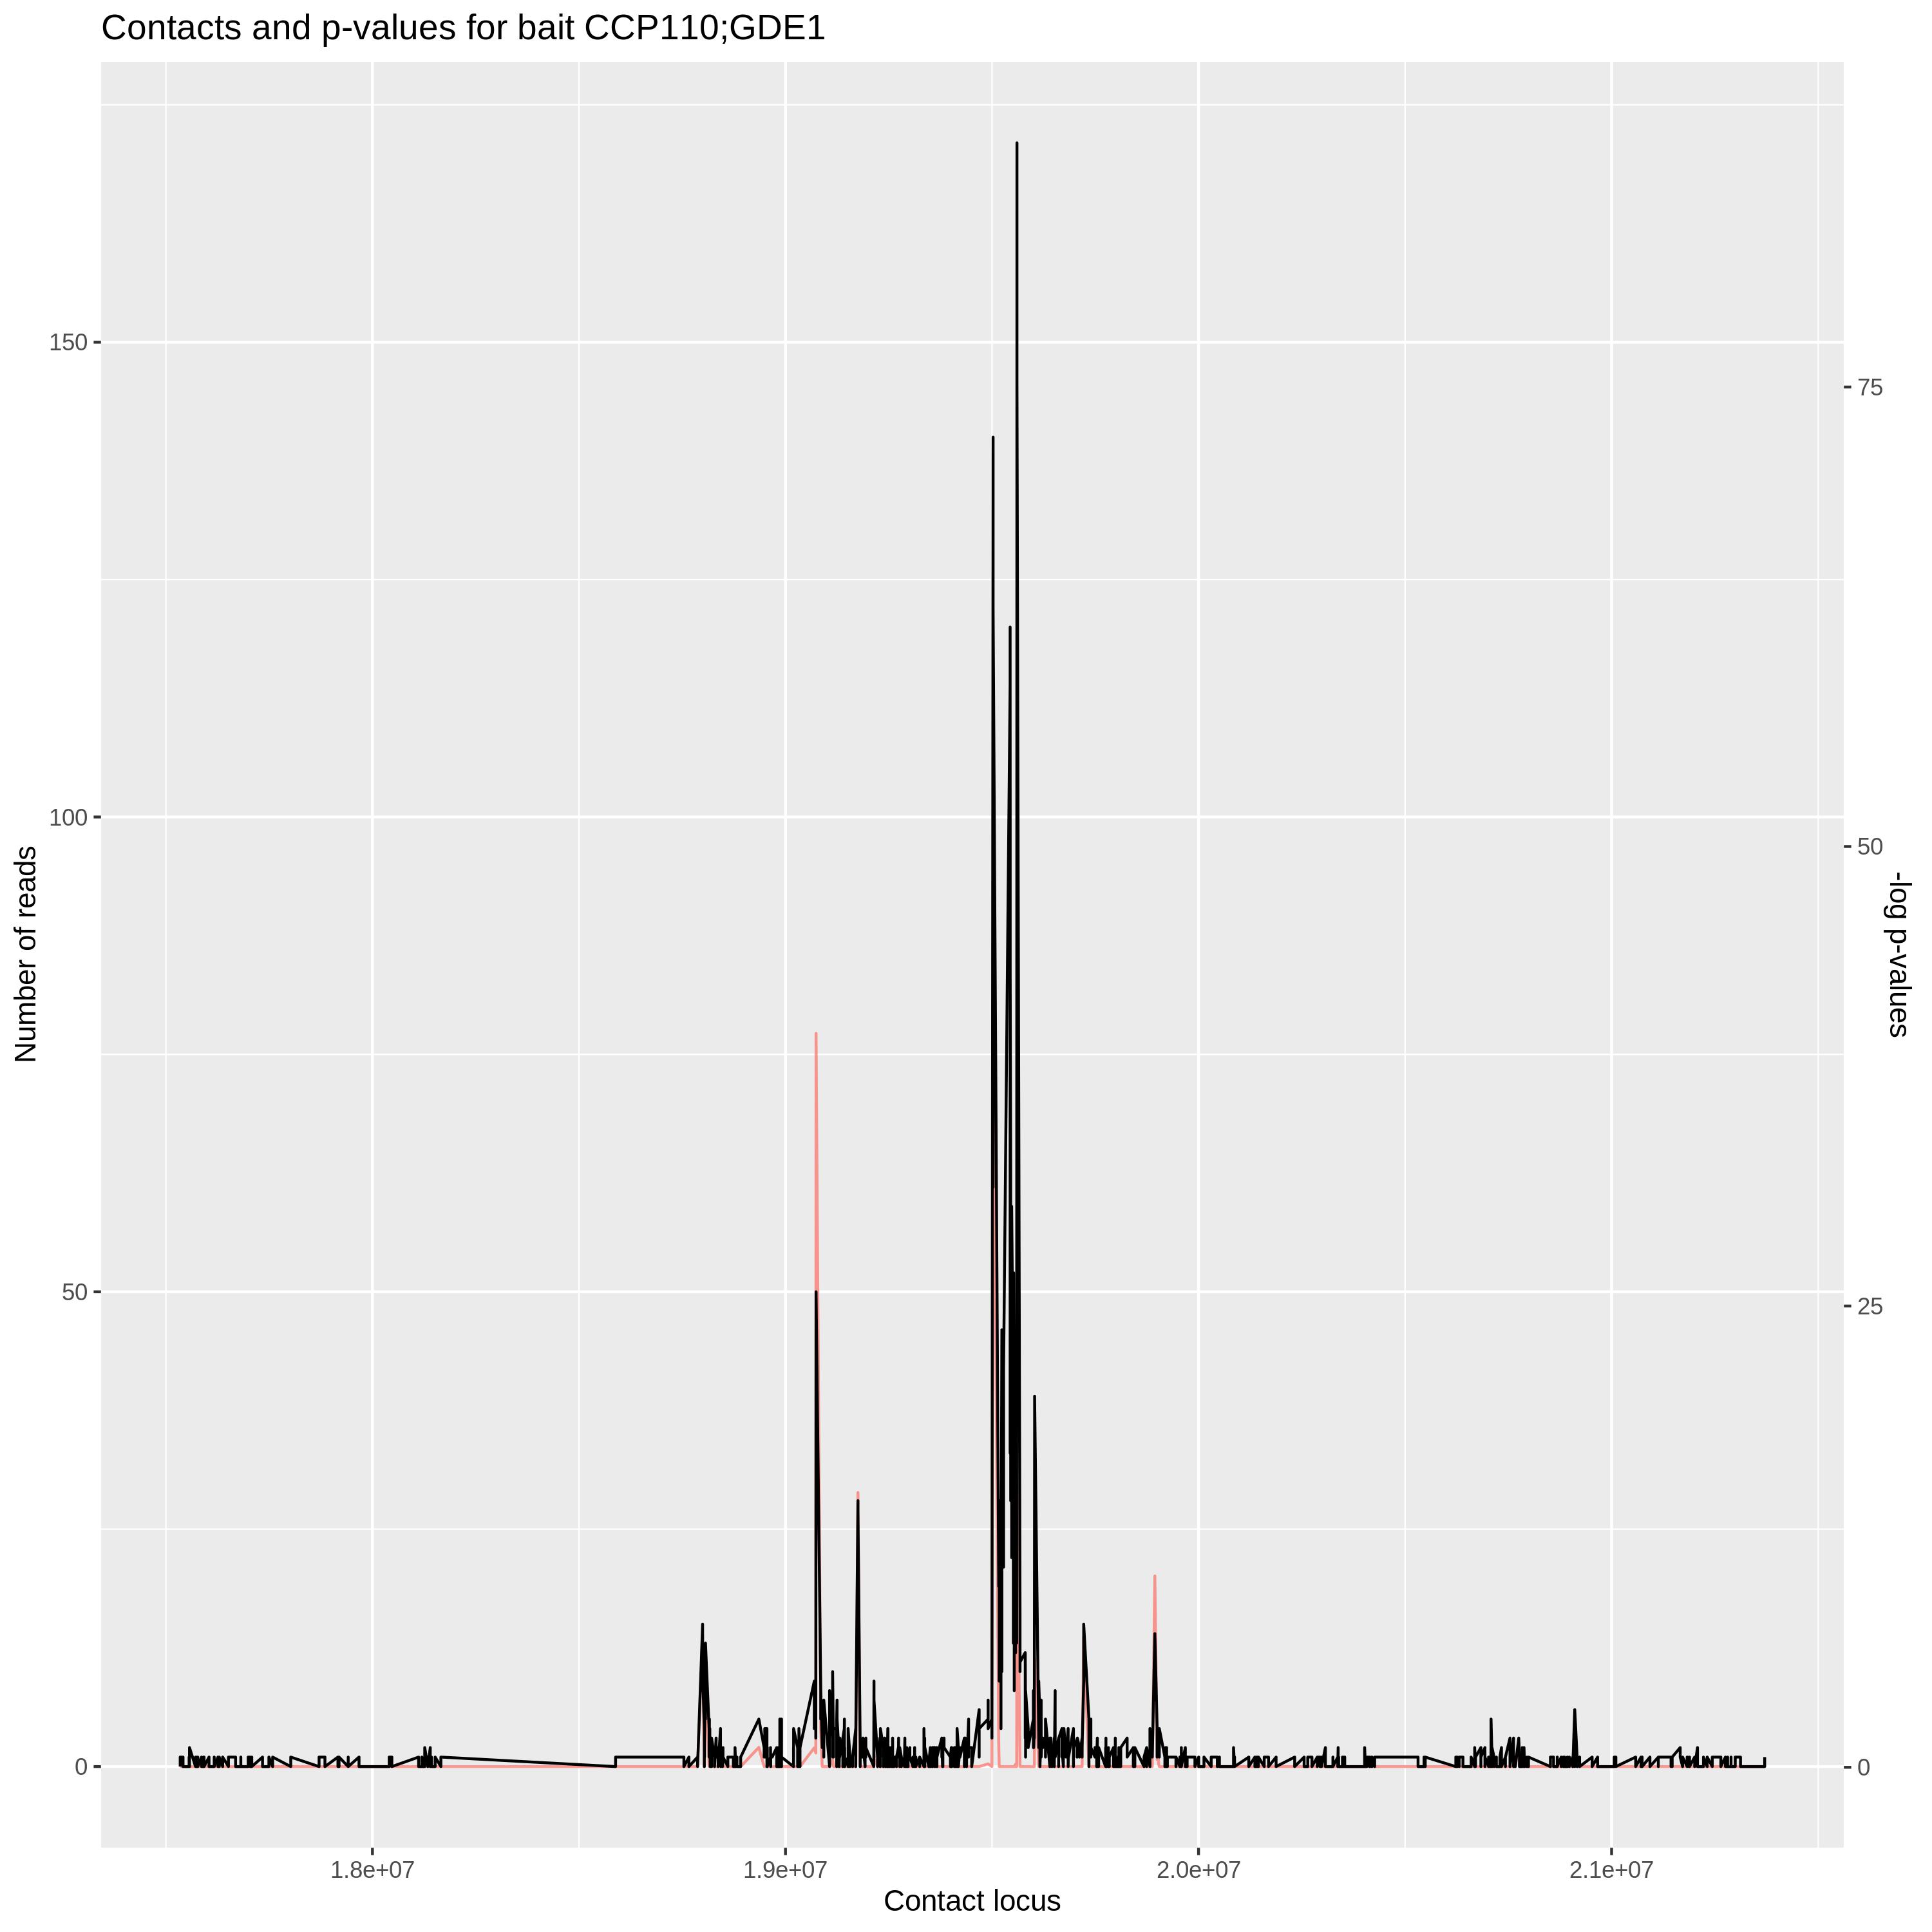 Contacts and p-values for bait CCP110;GDE1
150
100
50
0
Number of reads
75
50
25
0
-log p-values
1.8e+07
1.9e+07
2.0e+07
2.1e+07
Contact locus